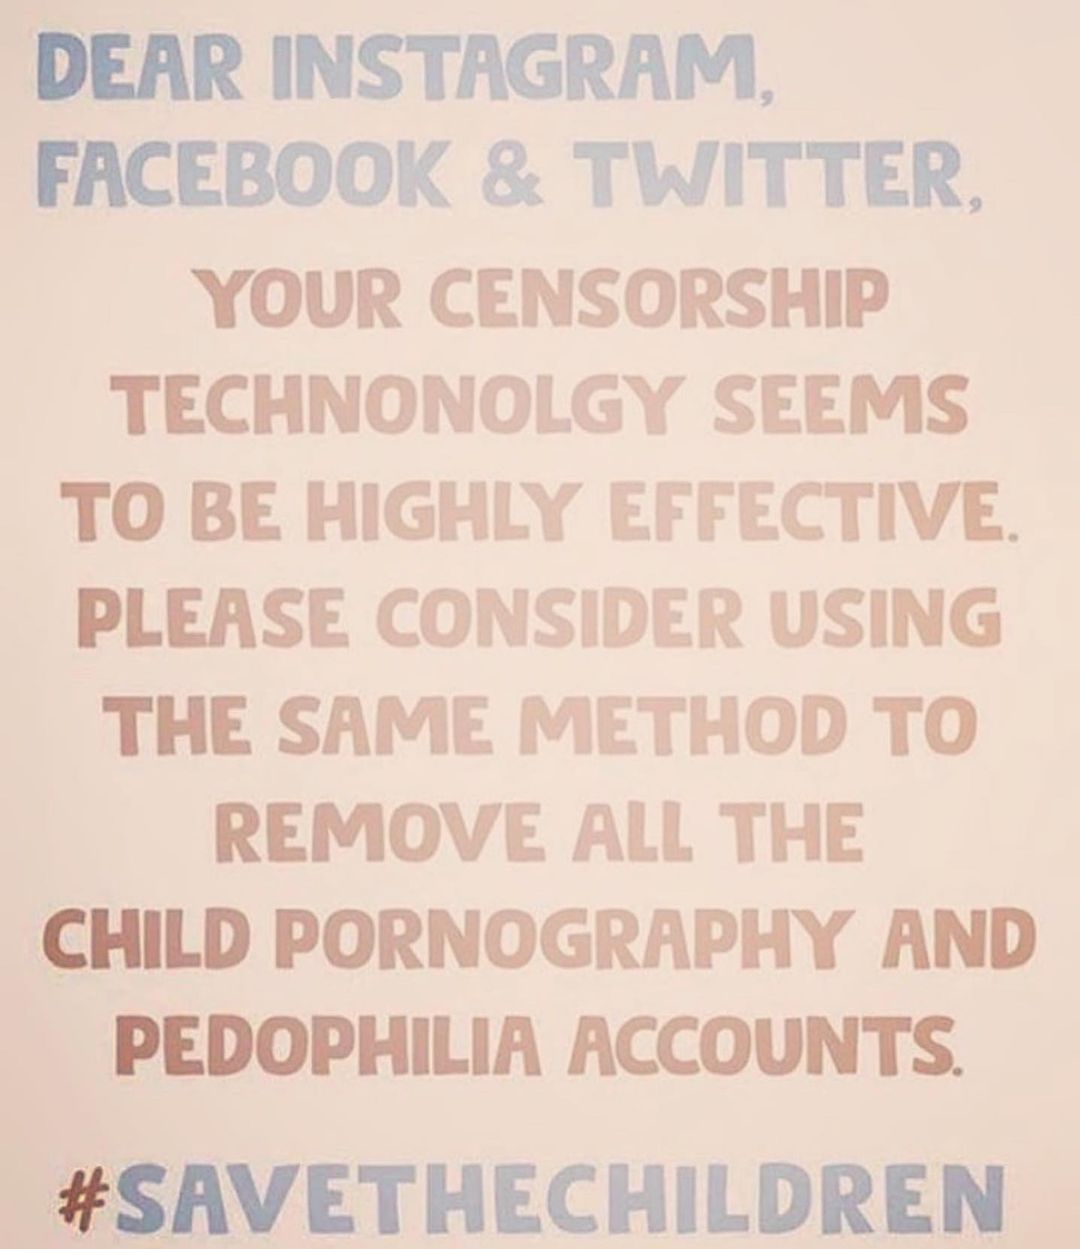 DEAR INSTAGRAM,
FACEBOOK & TWITTER,
YOUR CENSORSHIP
TECHNONOLGY SEEMS
TO BE HIGHLY EFFECTIVE.
PLEASE CONSIDER USING
THE SAME METHOD TO
REMOVE ALL THE
CHILD PORNOGRAPHY AND
PEDOPHILIA ACCOUNTS.
#SAVETHECHILDREN